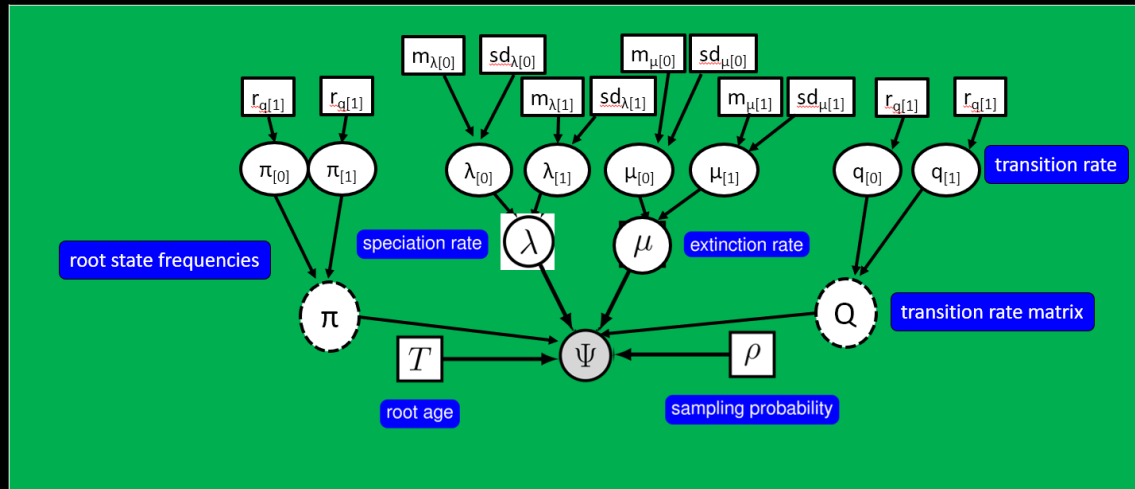 mλ[0] sdλ[0] mμ[0] sdμ[0]
rq[1] rq[1] mλ[1] sdλ[1] mμ[1] sdμ[1] rq[1] rq[1]
π[0] π[1] λ[0] λ[1] μ[0] μ[1] q[0] q[1] transition rate
speciation rate λ μ extinction rate
root state frequencies
π Q transition rate matrix
T Ψ ρ
root age sampling probability